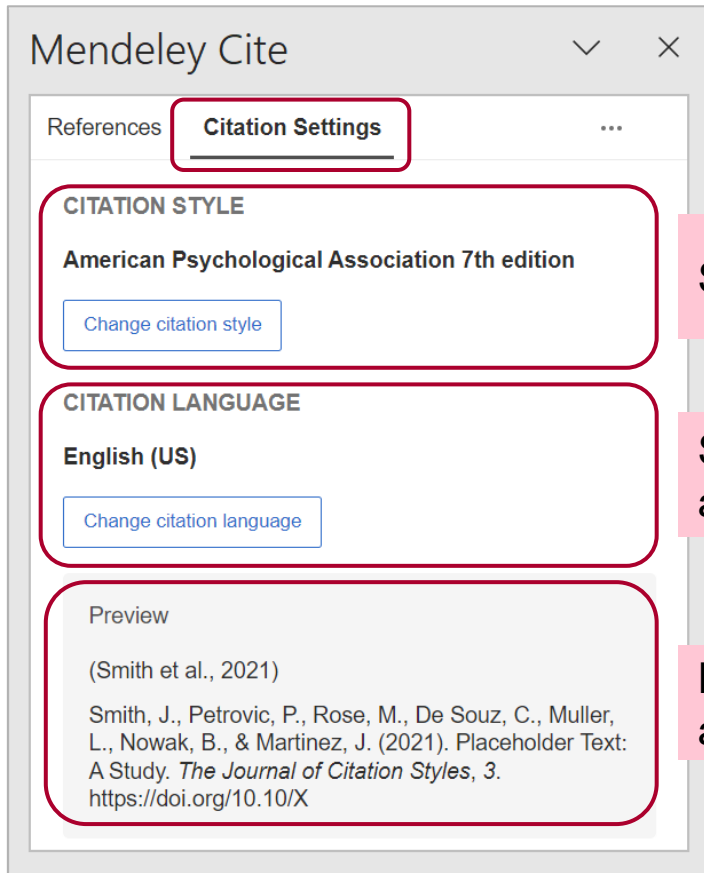 Mendeley Cite
References Citation Settings ...
CITATION STYLE
American Psychological Association 7th edition
Change citation style
CITATION LANGUAGE
English (US)
Change citation language
Preview
(Smith et al., 2021)
Smith, J., Petrovic, P., Rose, M., De Souz, C., Muller,
L., Nowak, B., & Martinez, J. (2021). Placeholder Text:
A Study. The Journal of Citation Styles, 3.
https://doi.org/10.10/X